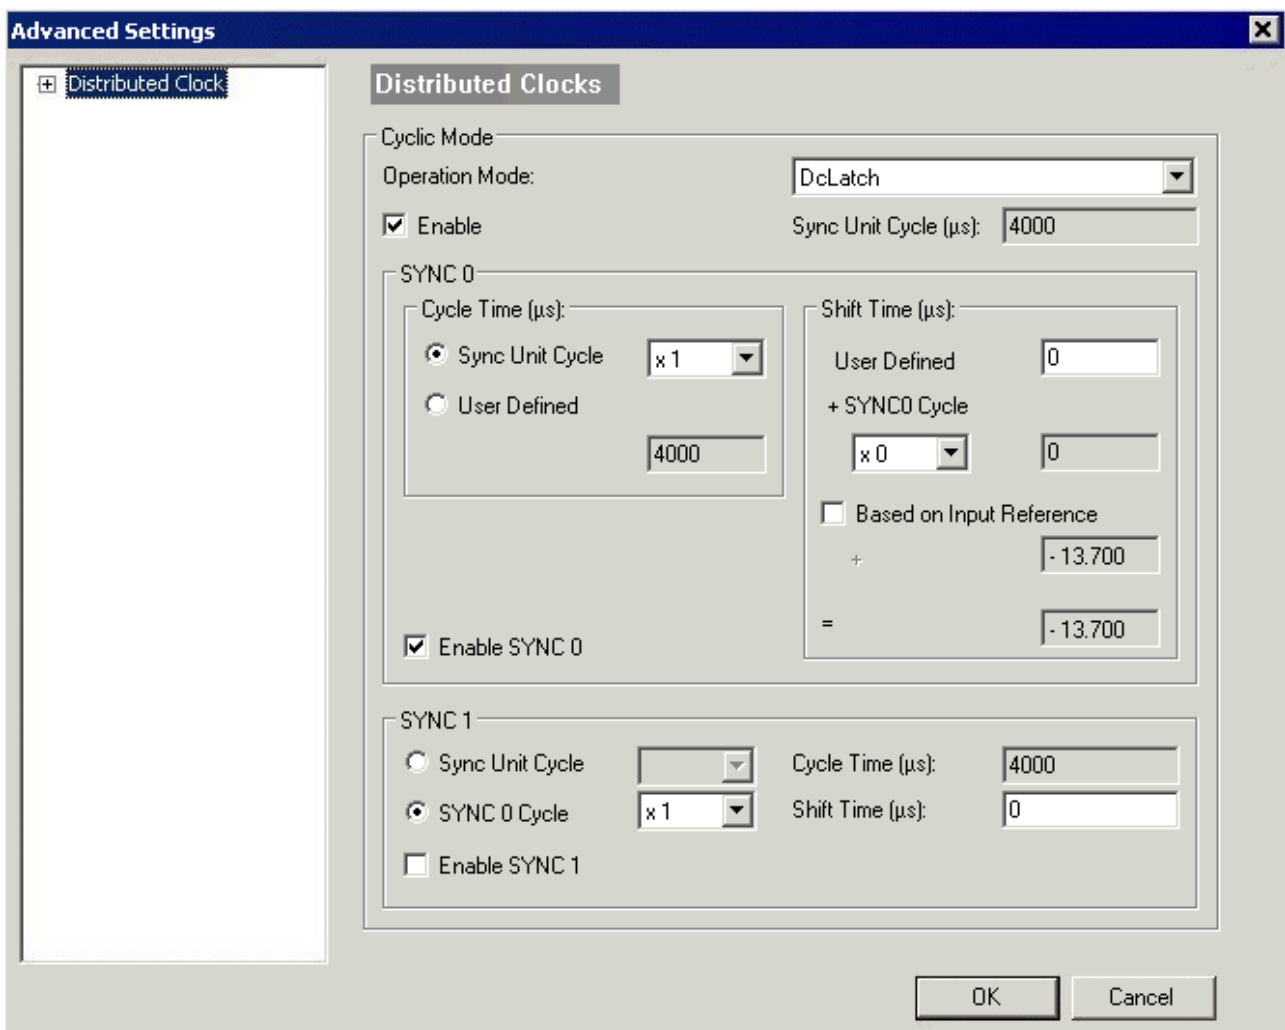 Advanced Settings
Distributed Clock
Distributed Clocks
Cyclic Mode
Operation Mode:
DcLatch
Enable
Sync Unit Cycle (µs):
4000
SYNC 0
Cycle Time (µs):
Sync Unit Cycle
x 1
User Defined
4000
Shift Time (µs):
User Defined
0
+ SYNC0 Cycle
x 0
0
Based on Input Reference
+
- 13.700
=
- 13.700
Enable SYNC 0
SYNC 1
Sync Unit Cycle
Cycle Time (µs):
4000
SYNC 0 Cycle
x 1
Shift Time (µs):
0
Enable SYNC 1
OK
Cancel